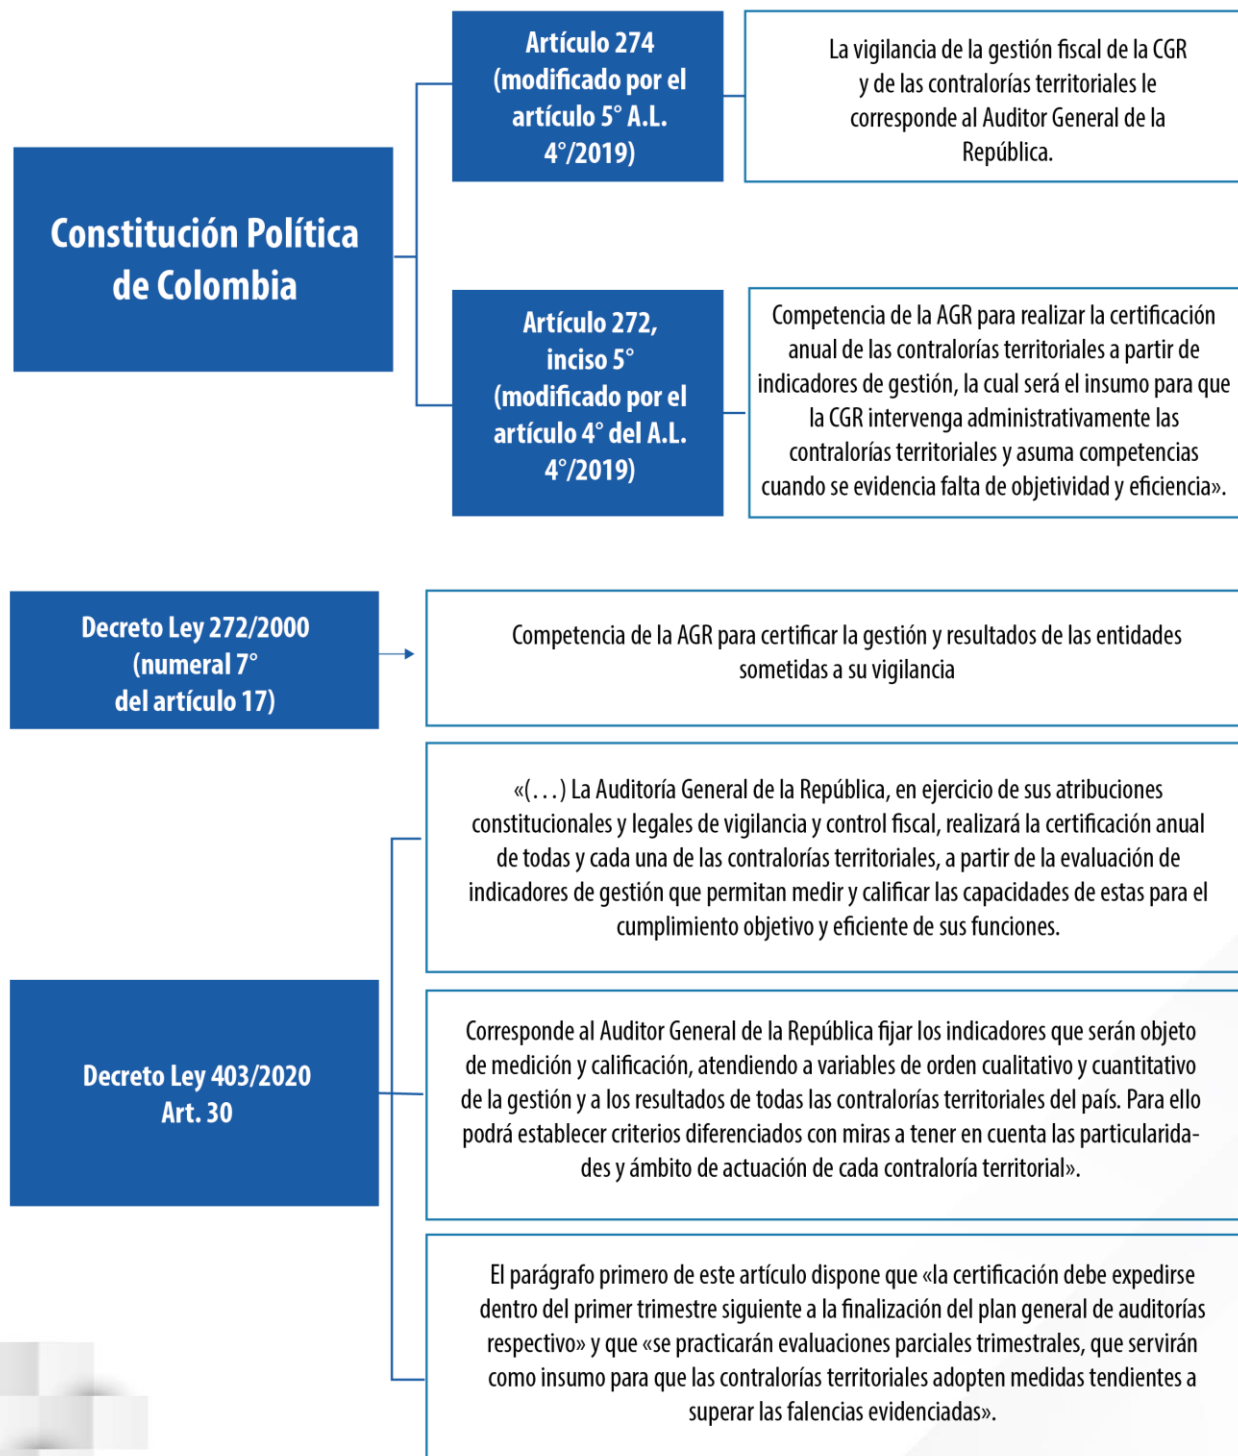 Constitución Política
de Colombia
Artículo 274
(modificado por el
artículo 5° A.L.
4°/2019)
La vigilancia de la gestión fiscal de la CGR
y de las contralorías territoriales le
corresponde al Auditor General de la
República.
Artículo 272,
inciso 5°
(modificado por el
artículo 4° del A.L.
4°/2019)
Competencia de la AGR para realizar la certificación
anual de las contralorías territoriales a partir de
indicadores de gestión, la cual será el insumo para que
la CGR intervenga administrativamente las
contralorías territoriales y asuma competencias
cuando se evidencia falta de objetividad y eficiencia».
Decreto Ley 272/2000
(numeral 7°
del artículo 17)
Competencia de la AGR para certificar la gestión y resultados de las entidades
sometidas a su vigilancia
Decreto Ley 403/2020
Art. 30
«(…) La Auditoría General de la República, en ejercicio de sus atribuciones
constitucionales y legales de vigilancia y control fiscal, realizará la certificación anual
de todas y cada una de las contralorías territoriales, a partir de la evaluación de
indicadores de gestión que permitan medir y calificar las capacidades de estas para el
cumplimiento objetivo y eficiente de sus funciones.
Corresponde al Auditor General de la República fijar los indicadores que serán objeto
de medición y calificación, atendiendo a variables de orden cualitativo y cuantitativo
de la gestión y a los resultados de todas las contralorías territoriales del país. Para ello
podrá establecer criterios diferenciados con miras a tener en cuenta las particularida-
des y ámbito de actuación de cada contraloría territorial».
El parágrafo primero de este artículo dispone que «la certificación debe expedirse
dentro del primer trimestre siguiente a la finalización del plan general de auditorías
respectivo» y que «se practicarán evaluaciones parciales trimestrales, que servirán
como insumo para que las contralorías territoriales adopten medidas tendientes a
superar las falencias evidenciadas».